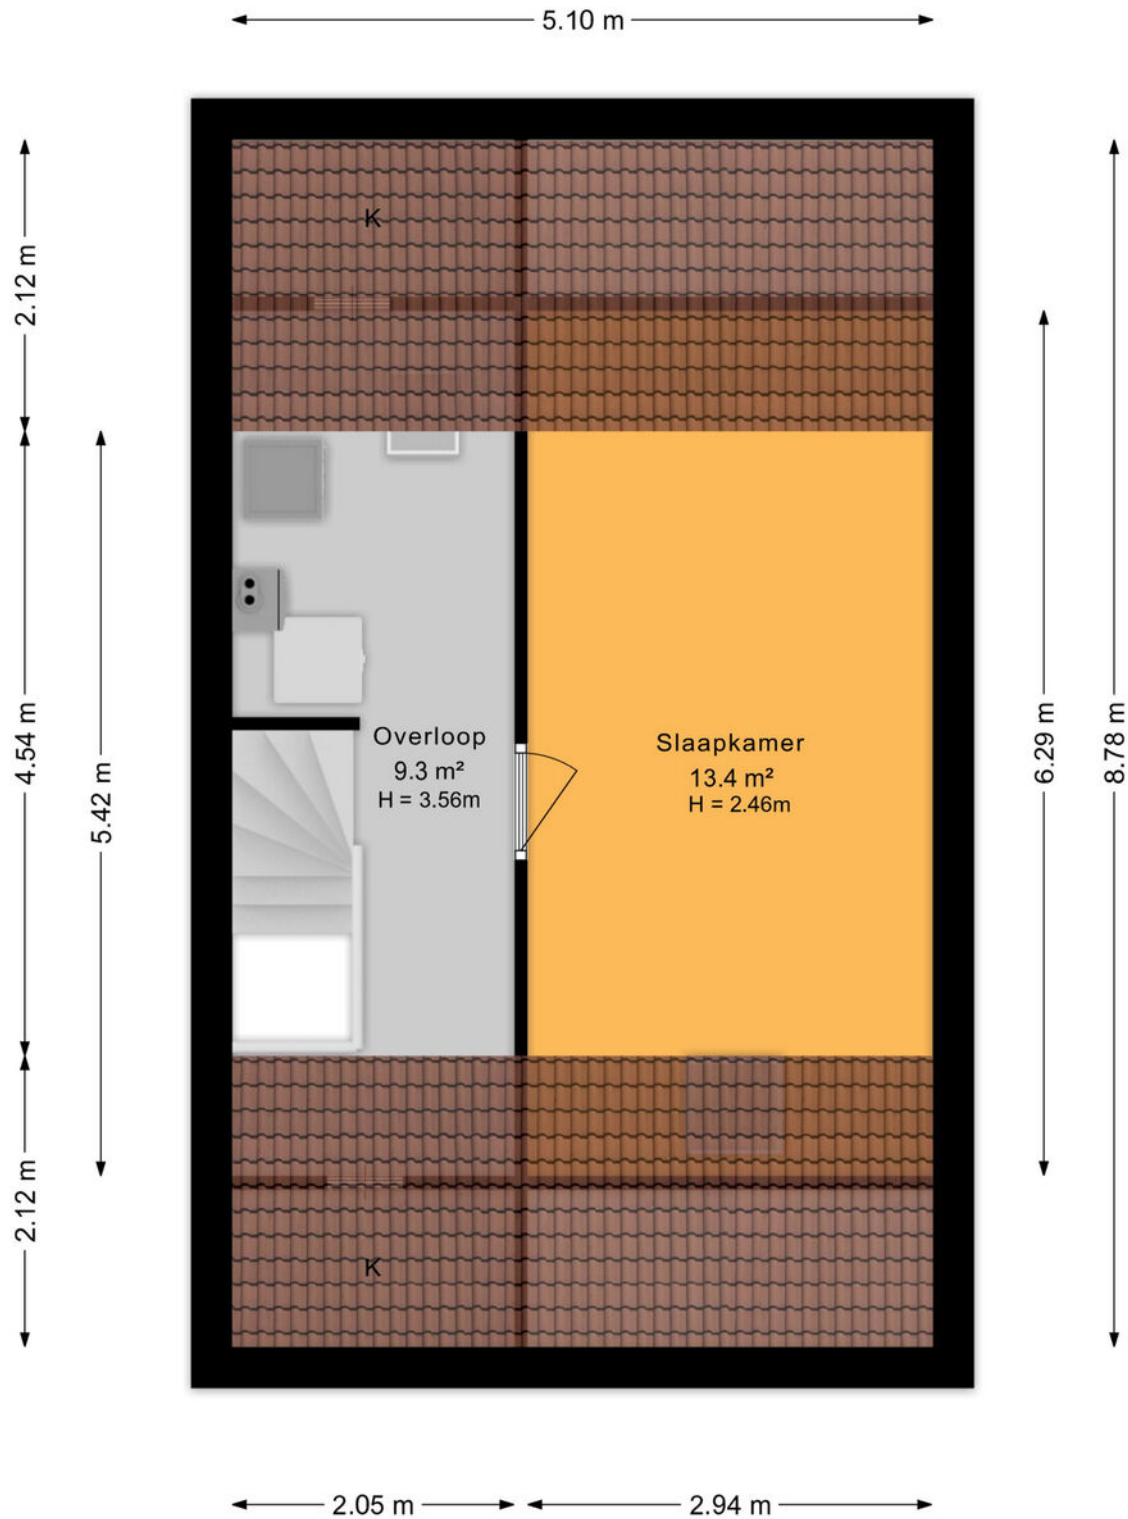 5.10 m
2.12 m
K
4.54 m
5.42 m
Overloop
9.3 m²
H = 3.56m
Slaapkamer
13.4 m²
H = 2.46m
6.29 m
8.78 m
2.12 m
K
2.05 m
2.94 m